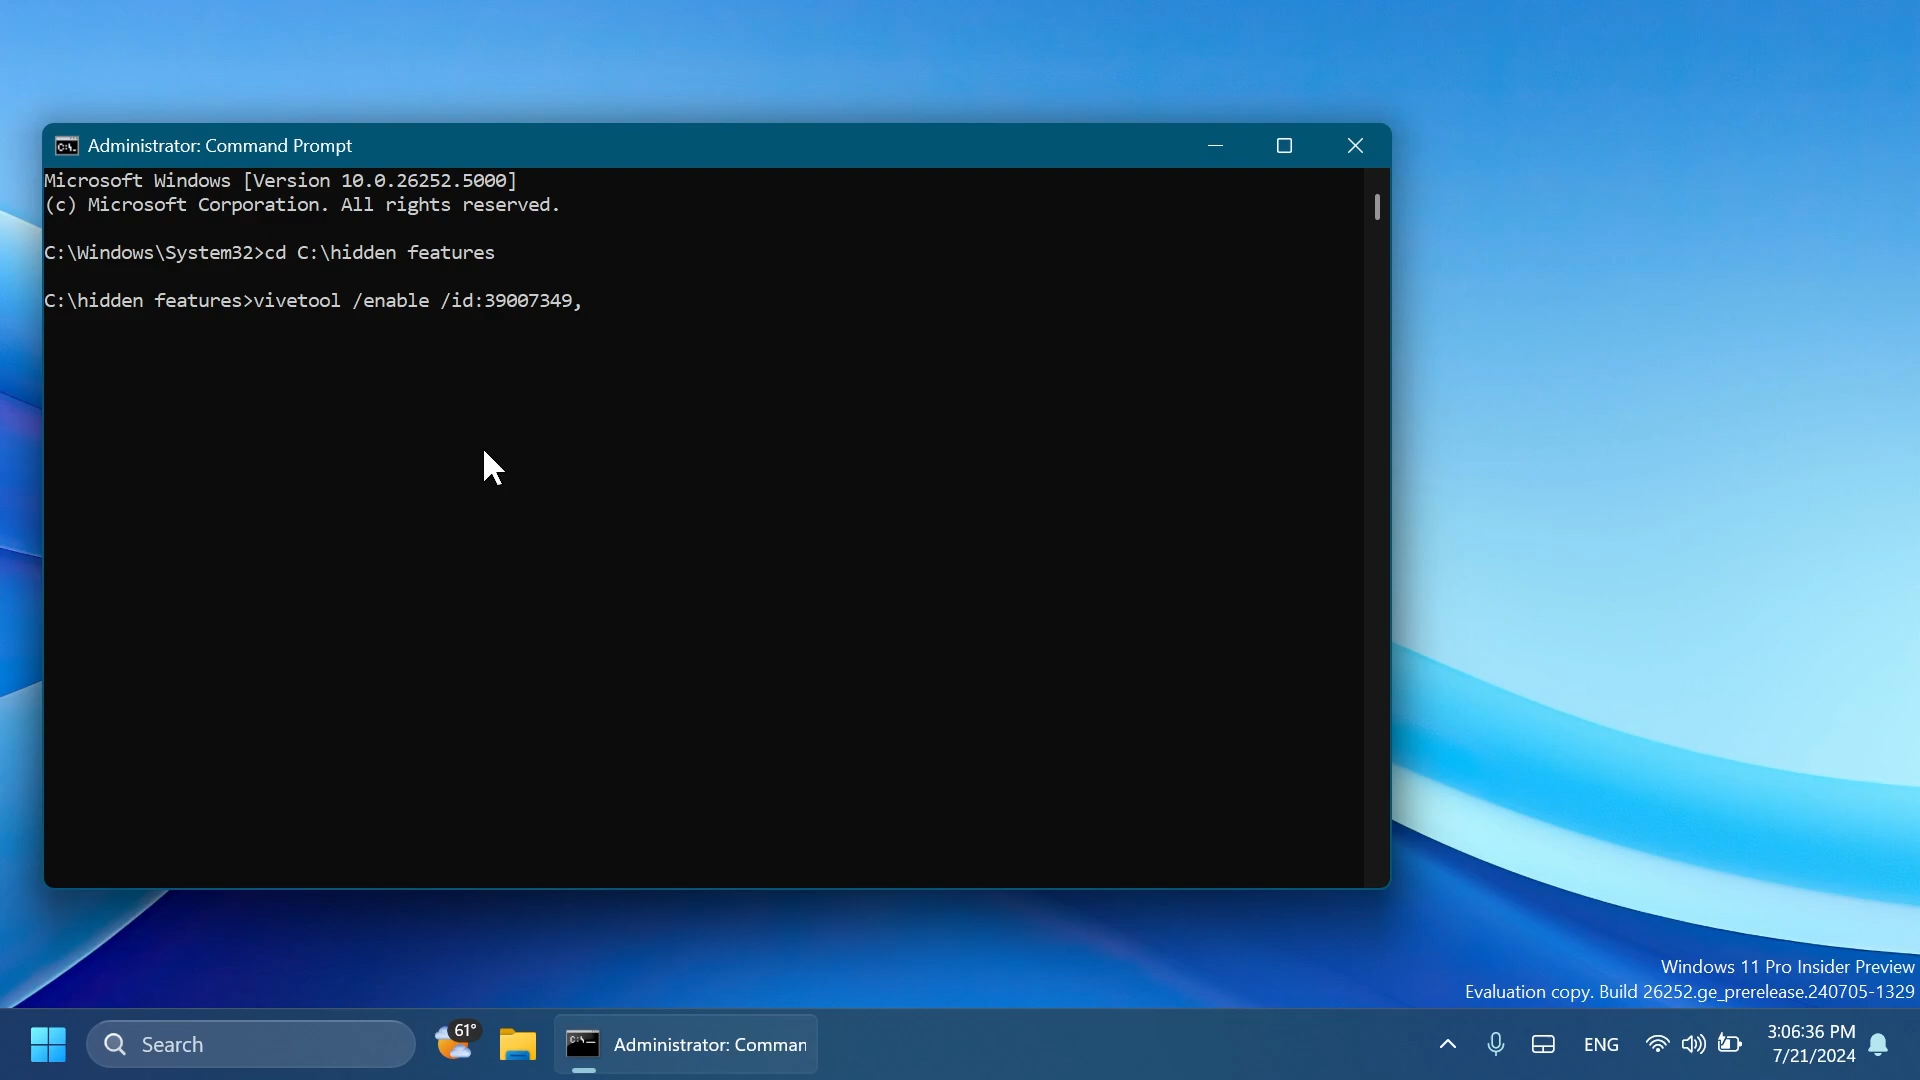 Administrator: Command Prompt
Microsoft Windows [Version 10.0.26252.5000]
(c) Microsoft Corporation. All rights reserved.
C:\Windows\System32>cd C:\hidden features
C:\hidden features>vivetool /enable /id:39007349,
Windows 11 Pro Insider Preview
Evaluation copy. Build 26252.ge_prerelease.240705-1329
Search
61°
Administrator: Comman
ENG
3:06:36 PM
7/21/2024